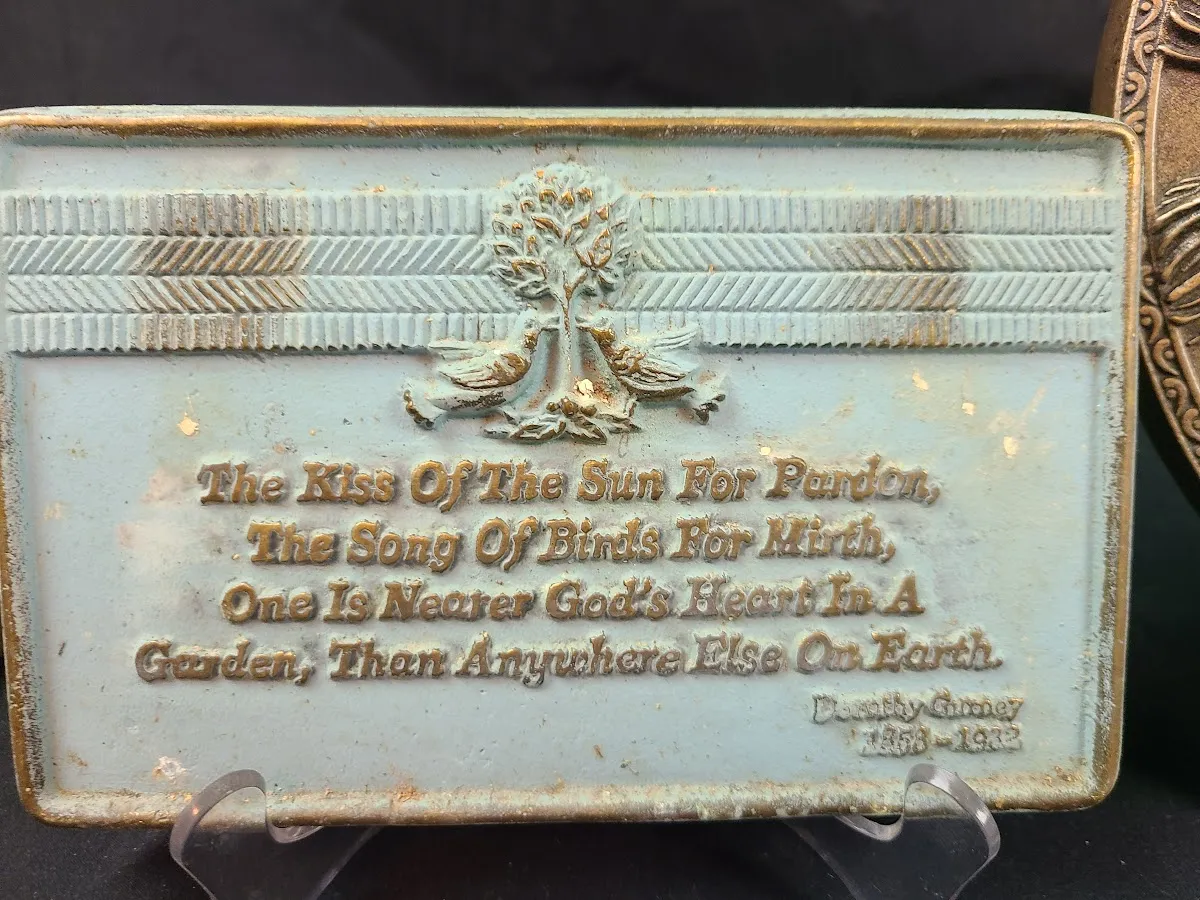 The Kiss Of The Sun For Pardon,
The Song Of Birds For Mirth,
One Is Nearer God's Heart In A
Garden, Than Anywhere Else On Earth.
Dorothy Gurney
1858 - 1932